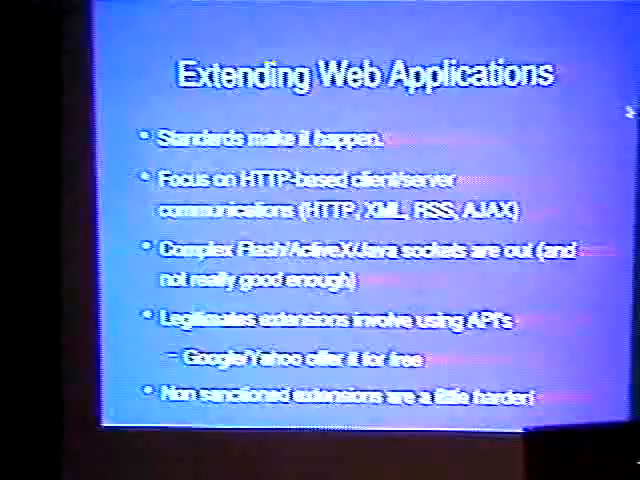 Extending Web Applications
• Standards make it happen.
• Focus on HTTP-based client/server
communications (HTTP, XML, RSS, AJAX)
• Complex Flash/ActiveX/Java sockets are out (and
not really good enough)
• Legitimates extensions involve using API's
– Google/Yahoo offer it for free
• Non sanctioned extensions are a little harder!